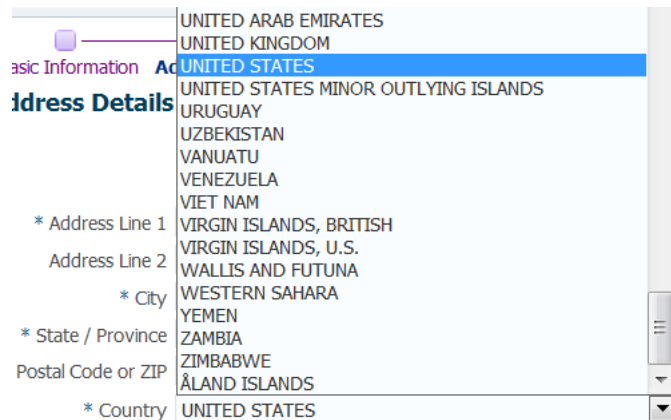 UNITED ARAB EMIRATES
UNITED KINGDOM
asic Information Ad
UNITED STATES
UNITED STATES MINOR OUTLYING ISLANDS
ddress Details
URUGUAY
UZBEKISTAN
VANUATU
VENEZUELA
VIET NAM
* Address Line 1
VIRGIN ISLANDS, BRITISH
VIRGIN ISLANDS, U.S.
Address Line 2
WALLIS AND FUTUNA
* City
WESTERN SAHARA
YEMEN
* State / Province
ZAMBIA
ZIMBABWE
Postal Code or ZIP
ÅLAND ISLANDS
* Country UNITED STATES